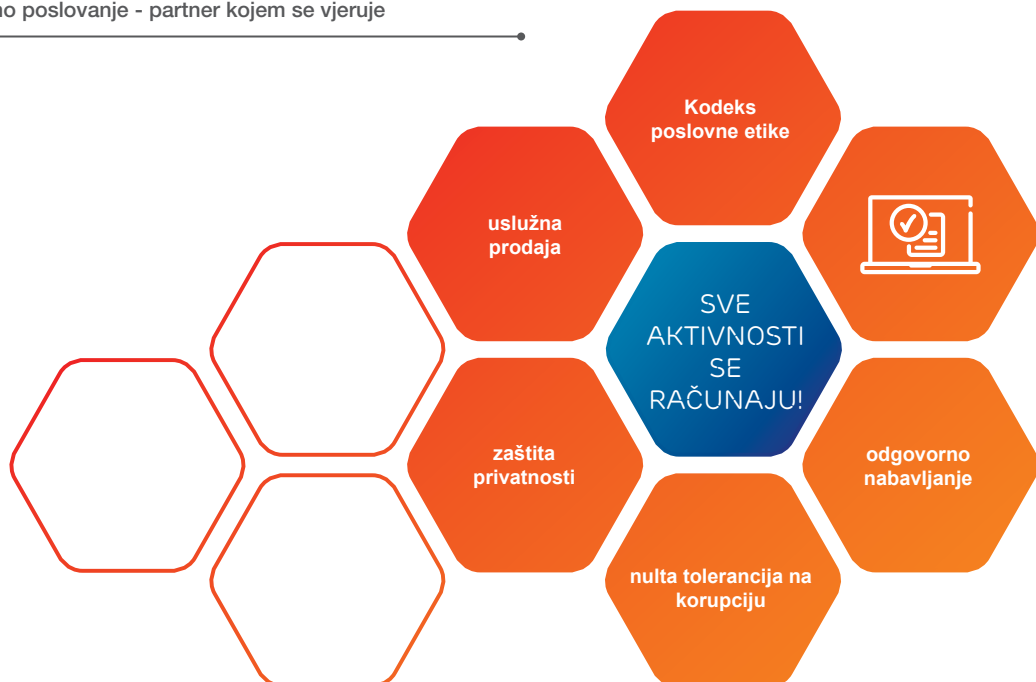 no poslovanje - partner kojem se vjeruje
Kodeks
poslovne etike
uslužna
prodaja
SVE
AKTIVNOSTI
SE
RAČUNAJU!
zaštita
privatnosti
odgovorno
nabavljanje
nulta tolerancija na
korupciju